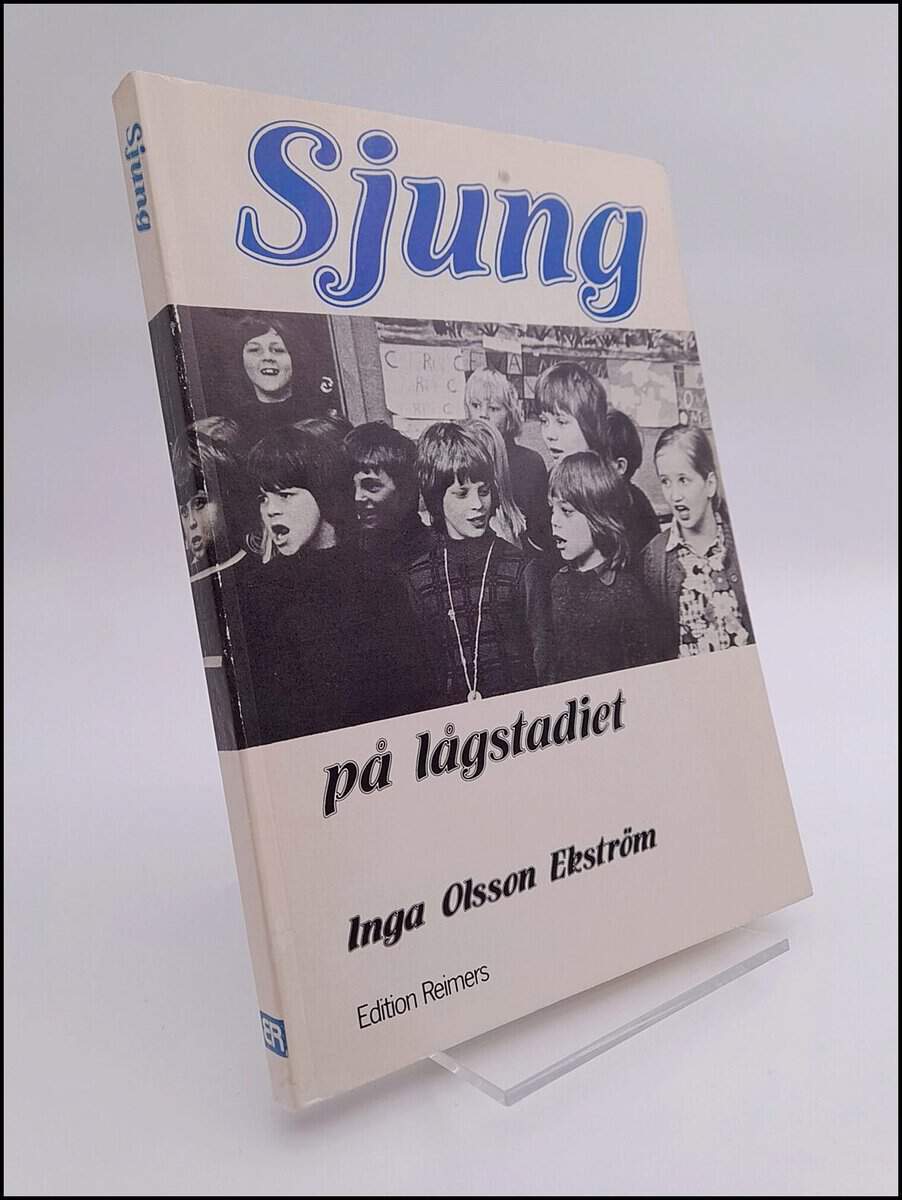 Sjung
Sjung
på lågstadiet
Inga Olsson Ekström
Edition Reimers
ER